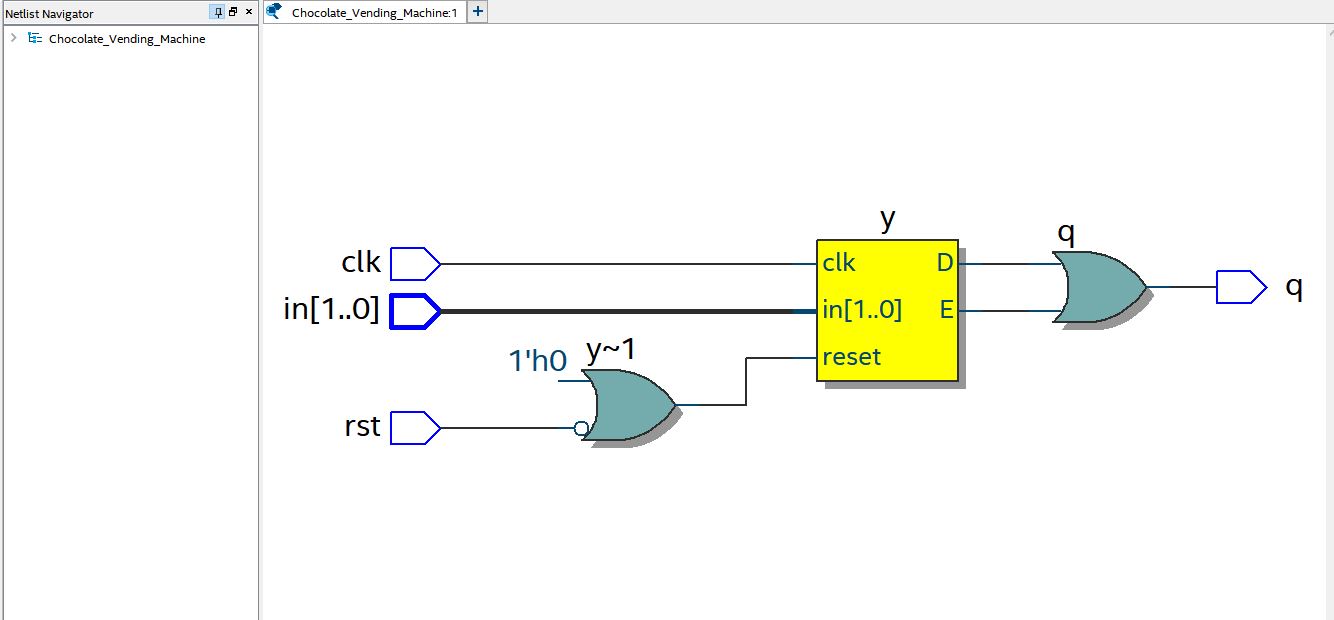 Netlist Navigator
Chocolate_Vending_Machine
Chocolate_Vending_Machine:1
y
q
clk
clk
D
in[1..0]
in[1..0]
E
q
1'h0
y~1
reset
rst